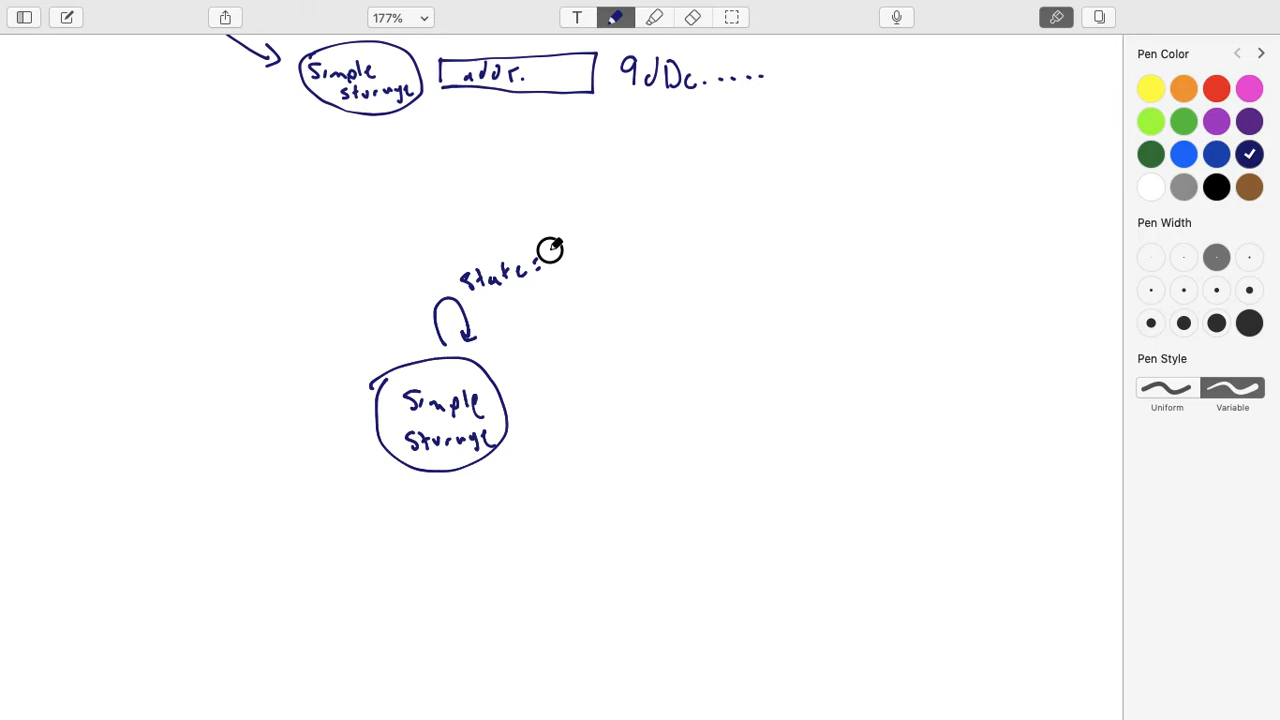 177%
T
Simple
storage
addr.
9dDc.....
state:
Simple
storage
Pen Color
Pen Width
Pen Style
Uniform
Variable